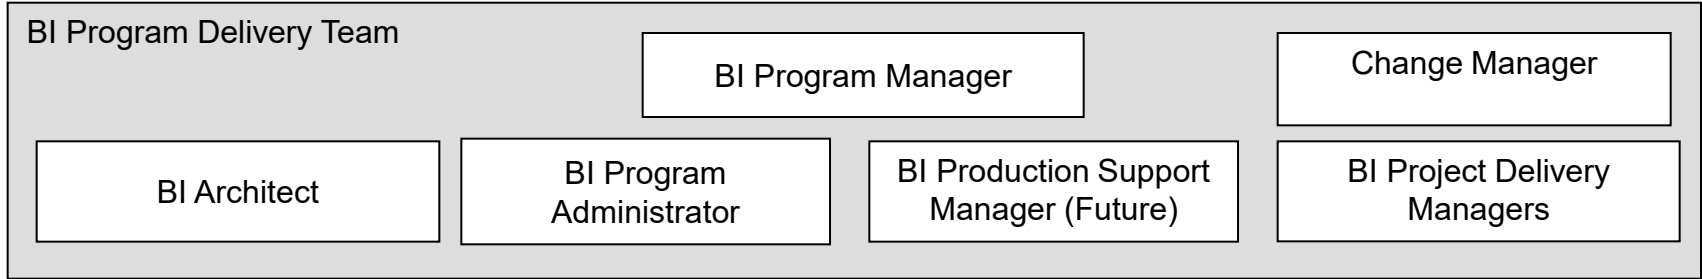 BI Program Delivery Team
BI Program Manager
Change Manager
BI Architect
BI Program
Administrator
BI Production Support
Manager (Future)
BI Project Delivery
Managers